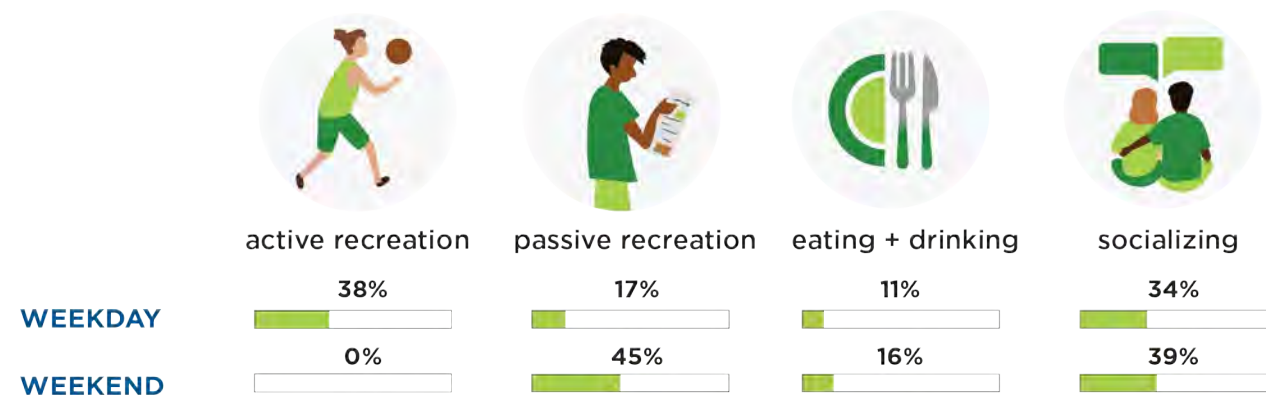 active recreation passive recreation eating + drinking socializing
38% 17% 11% 34%
WEEKDAY
0% 45% 16% 39%
WEEKEND